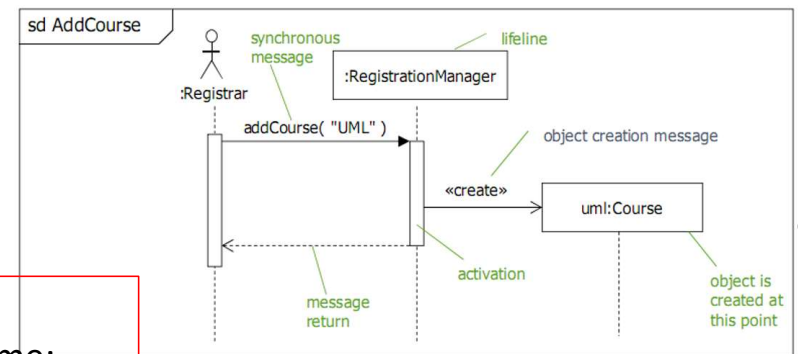 sd AddCourse
synchronous
message
lifeline
:RegistrationManager
:Registrar
addCourse( "UML" )
object creation message
«create»
uml:Course
activation
object is
created at
this point
message
return